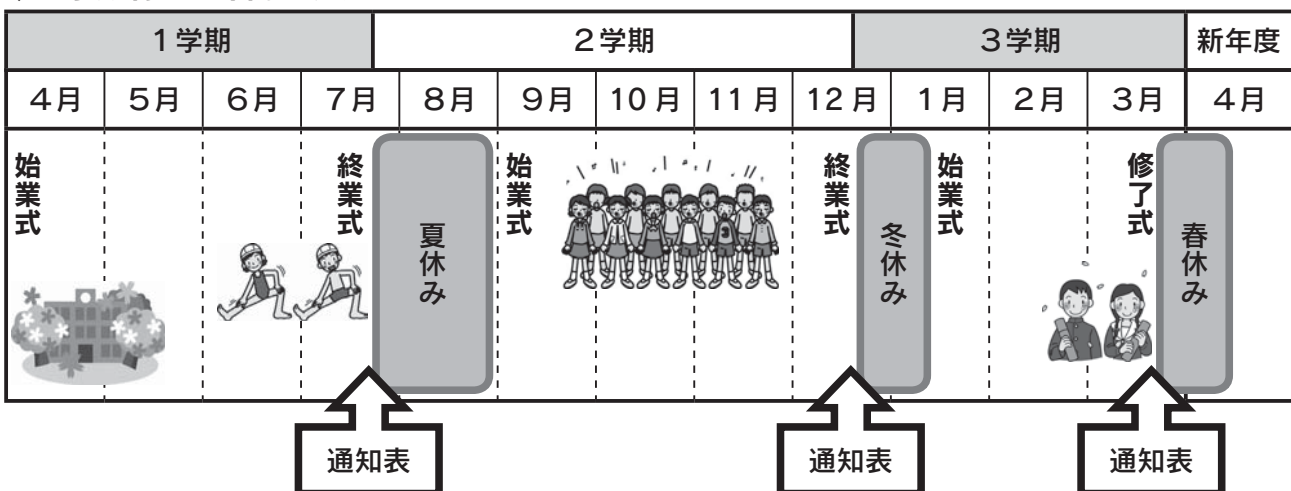 1学期 2学期 3学期 新年度
4月 5月 6月 7月 8月 9月 10月 11月 12月 1月 2月 3月 4月
始業式
終業式
夏休み
始業式
終業式
冬休み
始業式
修了式
春休み
通知表 通知表 通知表